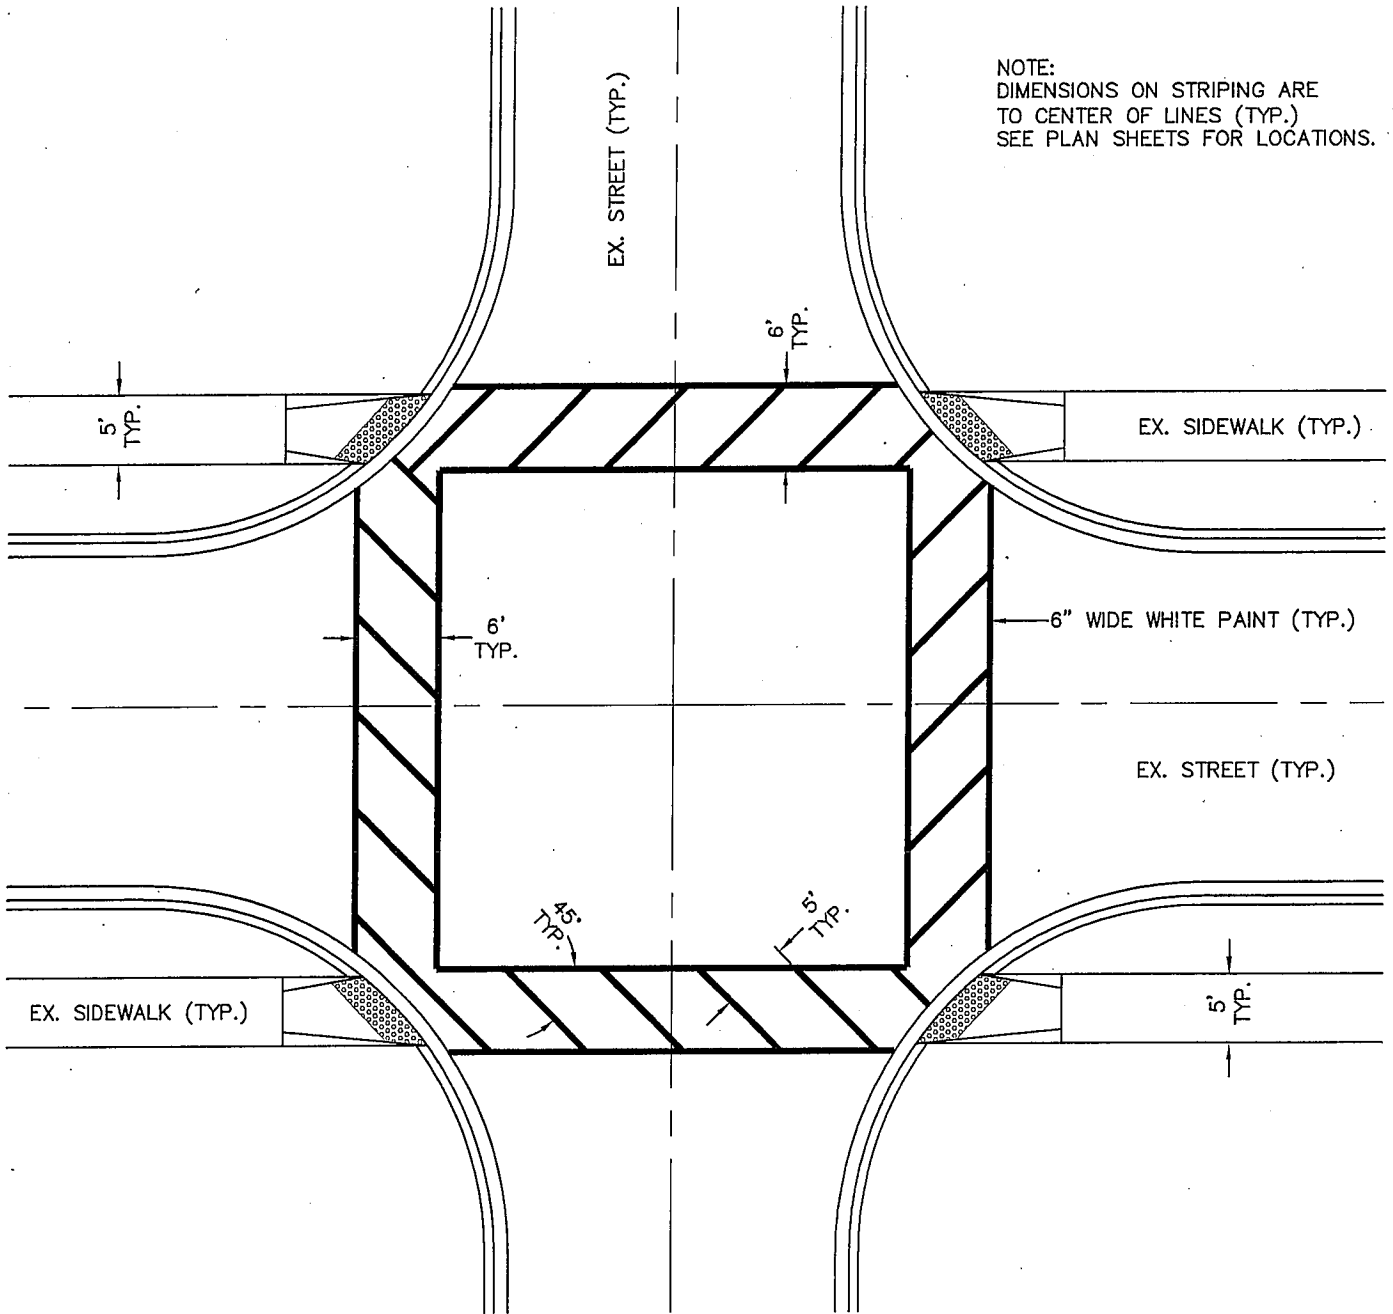 NOTE:
DIMENSIONS ON STRIPING ARE
TO CENTER OF LINES (TYP.)
SEE PLAN SHEETS FOR LOCATIONS.
EX. STREET (TYP.)
6'
TYP.
5'
TYP.
EX. SIDEWALK (TYP.)
6'
TYP.
6" WIDE WHITE PAINT (TYP.)
EX. STREET (TYP.)
45°
TYP.
5'
TYP.
EX. SIDEWALK (TYP.)
5'
TYP.